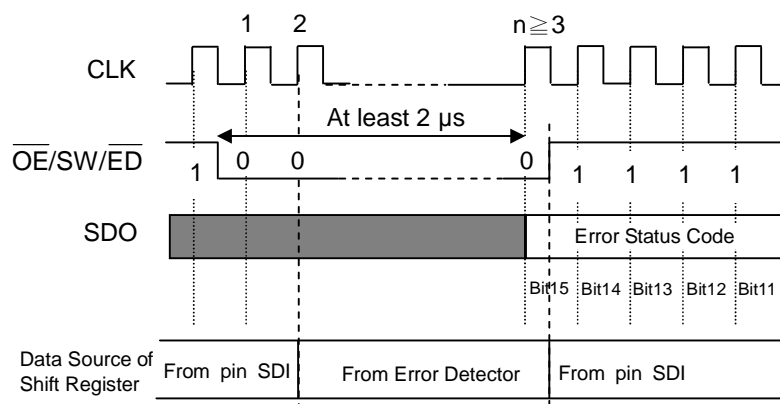 1 2 n≧3
CLK
At least 2 µs
OE/SW/ED
1 0 0 0 1 1 1 1
SDO
Error Status Code
Bit15 Bit14 Bit13 Bit12 Bit11
Data Source of
Shift Register
From pin SDI From Error Detector From pin SDI